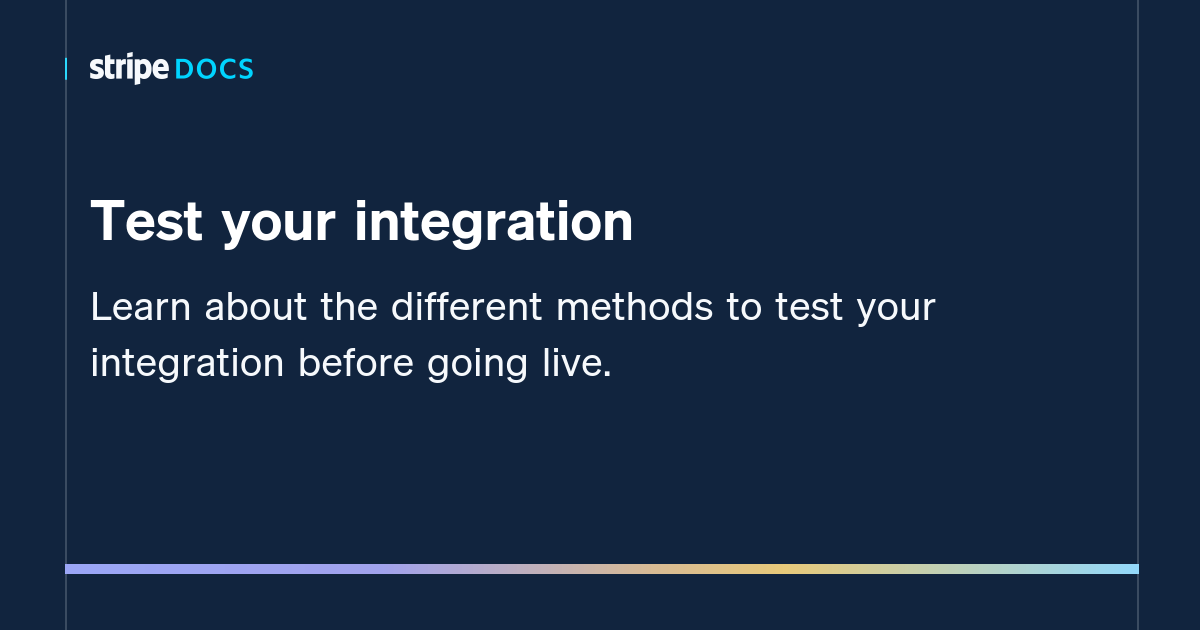 stripe DOCS
Test your integration
Learn about the different methods to test your
integration before going live.